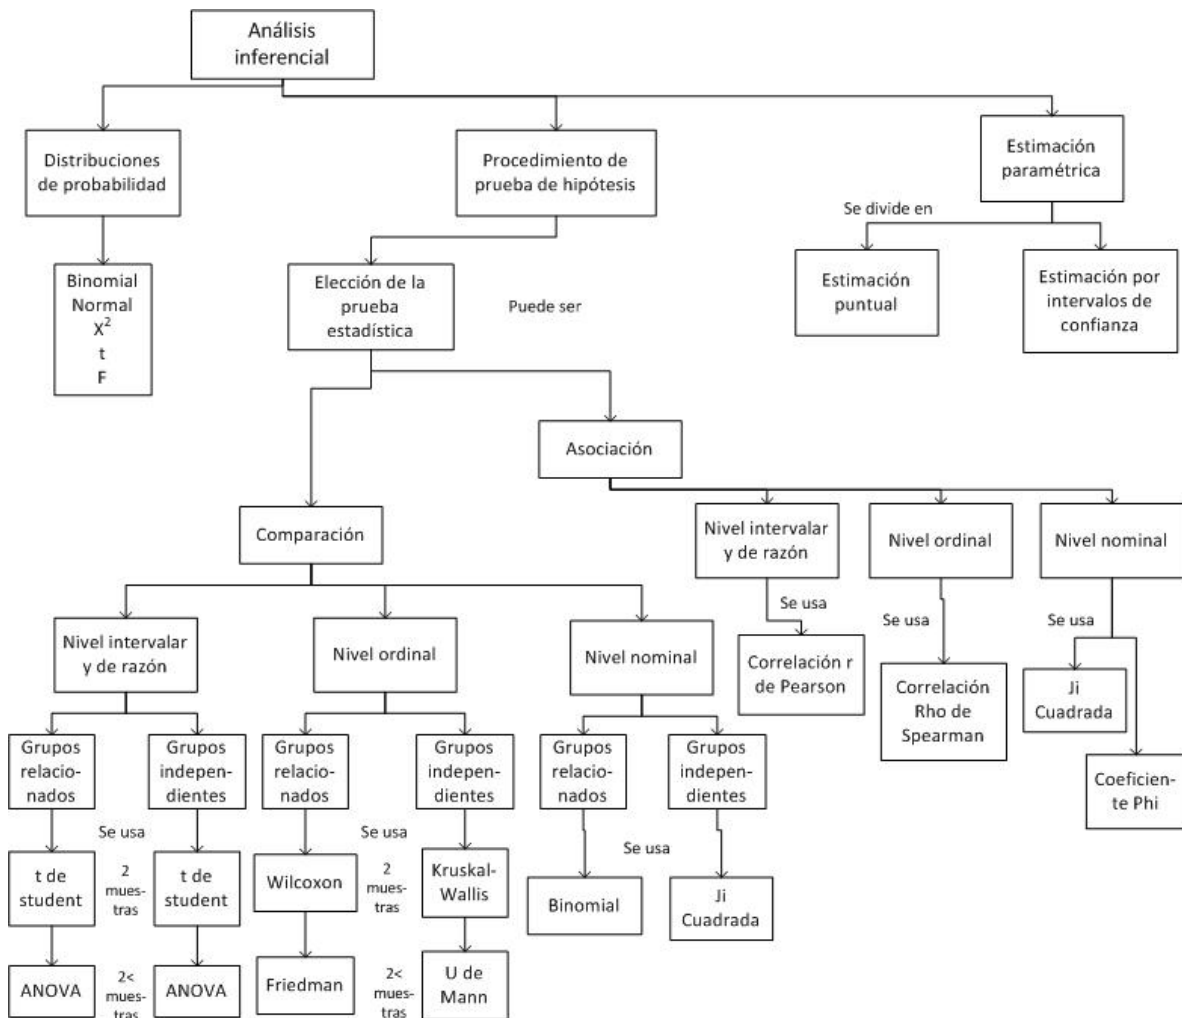 Análisis
inferencial
Distribuciones
de probabilidad
Procedimiento de
prueba de hipótesis
Estimación
paramétrica
Se divide en
Binomial
Normal
X²
t
F
Elección de la
prueba
estadística
Puede ser
Estimación
puntual
Estimación por
intervalos de
confianza
Asociación
Comparación
Nivel intervalar
y de razón
Nivel ordinal
Nivel nominal
Se usa
Se usa
Se usa
Correlación r
de Pearson
Correlación
Rho de
Spearman
Ji
Cuadrada
Coeficien-
te Phi
Nivel intervalar
y de razón
Nivel ordinal
Nivel nominal
Grupos
relacio-
nados
Grupos
indepen-
dientes
Grupos
relacio-
nados
Grupos
indepen-
dientes
Grupos
relacio-
nados
Grupos
indepen-
dientes
Se usa
Se usa
Se usa
t de
student
2
mues-
tras
t de
student
Wilcoxon
2
mues-
tras
Kruskal-
Wallis
Binomial
Ji
Cuadrada
ANOVA
2<
mues-
tras
ANOVA
Friedman
2<
mues-
tras
U de
Mann